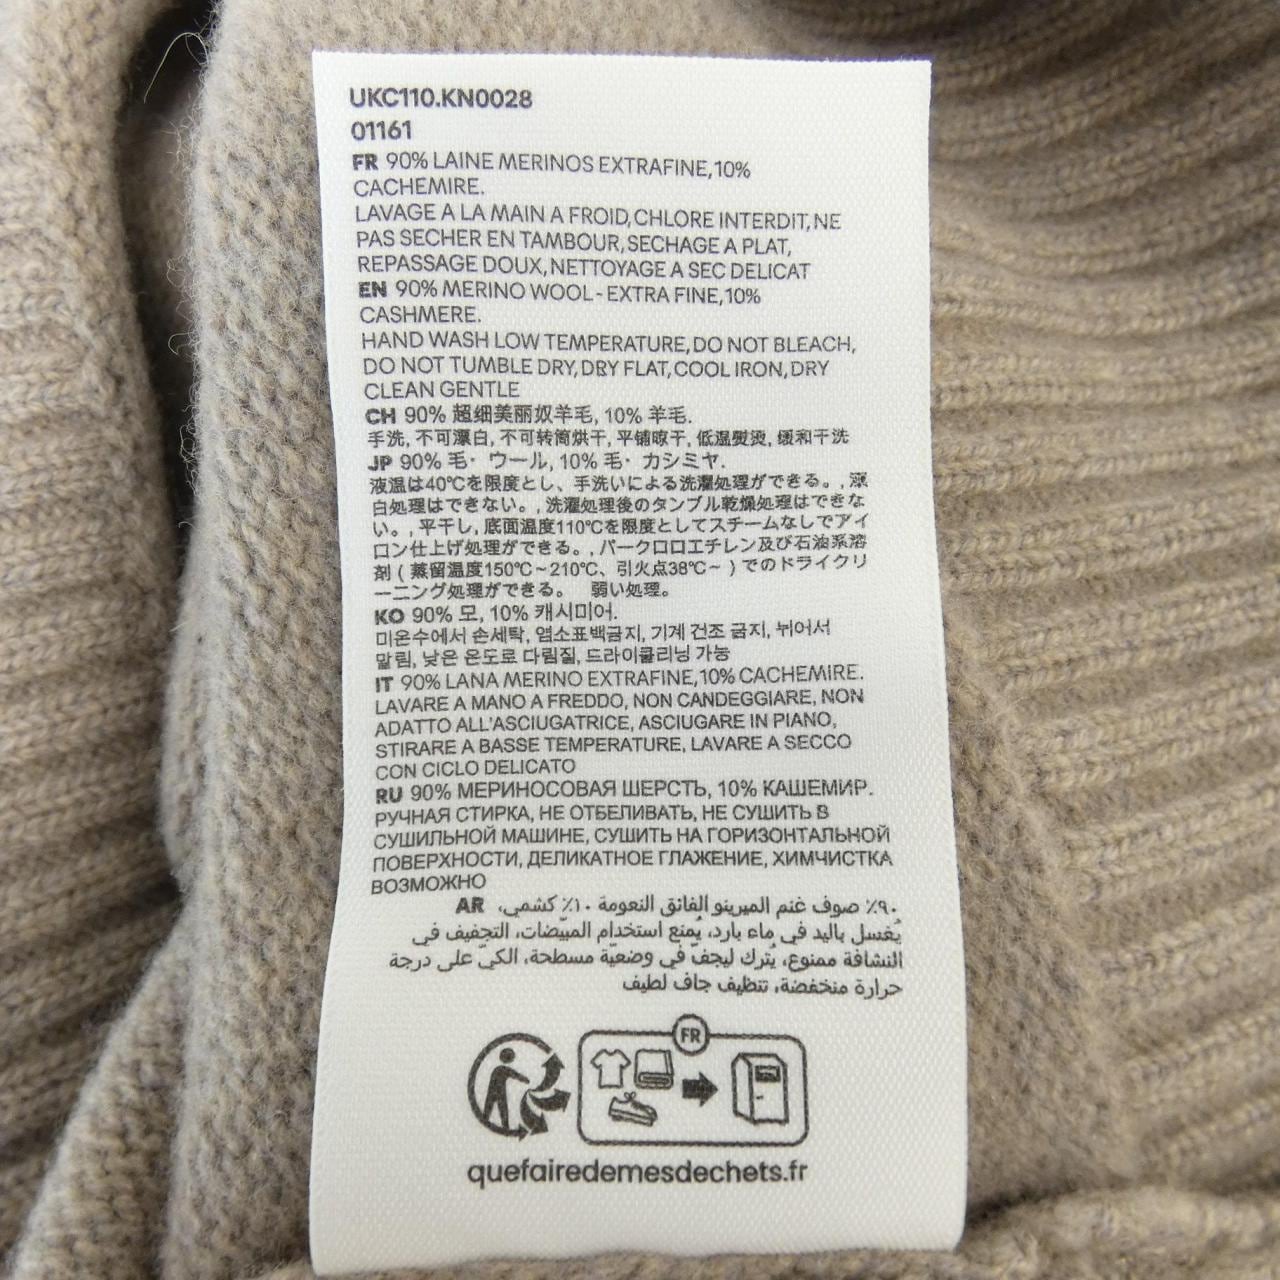 UKC110.KN0028
01161
FR 90% LAINE MERINOS EXTRAFINE,10%
CACHEMIRE.
LAVAGE A LA MAIN A FROID,CHLORE INTERDIT,NE
PAS SECHER EN TAMBOUR,SECHAGE A PLAT,
REPASSAGE DOUX,NETTOYAGE A SEC DELICAT
EN 90% MERINO WOOL-EXTRA FINE,10%
CASHMERE.
HAND WASH LOW TEMPERATURE,DO NOT BLEACH,
DO NOT TUMBLE DRY,DRY FLAT,COOL IRON,DRY
CLEAN GENTLE
CH 90% 超细美丽奴羊毛, 10% 羊毛.
手洗, 不可漂白, 不可转筒烘干, 平铺晾干, 低温熨烫, 缓和干洗
JP 90% 毛・ウール, 10% 毛・カシミヤ.
液温は40℃を限度とし、手洗いによる洗濯処理ができる。, 漂
白処理はできない。, 洗濯処理後のタンブル乾燥処理はできな
い。, 平干し, 底面温度110℃を限度としてスチームなしでアイ
ロン仕上げ処理ができる。, パークロロエチレン及び石油系溶
剤 ( 蒸留温度150℃～210℃、引火点38℃～ ) でのドライクリ
ーニング処理ができる。 弱い処理。
KO 90% 모, 10% 캐시미어.
미온수에서 손세탁, 염소표백금지, 기계 건조 금지, 뉘어서
말림, 낮은 온도로 다림질, 드라이클리닝 가능
IT 90% LANA MERINO EXTRAFINE,10% CACHEMIRE.
LAVARE A MANO A FREDDO, NON CANDEGGIARE, NON
ADATTO ALL'ASCIUGATRICE, ASCIUGARE IN PIANO,
STIRARE A BASSE TEMPERATURE, LAVARE A SECCO
CON CICLO DELICATO
RU 90% МЕРИНОСОВАЯ ШЕРСТЬ, 10% КАШЕМИР.
РУЧНАЯ СТИРКА, НЕ ОТБЕЛИВАТЬ, НЕ СУШИТЬ В
СУШИЛЬНОЙ МАШИНЕ, СУШИТЬ НА ГОРИЗОНТАЛЬНОЙ
ПОВЕРХНОСТИ, ДЕЛИКАТНОЕ ГЛАЖЕНИЕ, ХИМЧИСТКА
ВОЗМОЖНО
AR ٩٠٪ صوف غنم الميرينو الفائق النعومة ١٠٪ كشمي،
يُغسل باليد في ماء بارد، يُمنع استخدام المبيّضات، التجفيف في
النشافة ممنوع، يُترك ليجفّ في وضعيّة مسطحة، الكيّ على درجة
حرارة منخفضة، تنظيف جاف لطيف
FR
quefairedemesdechets.fr